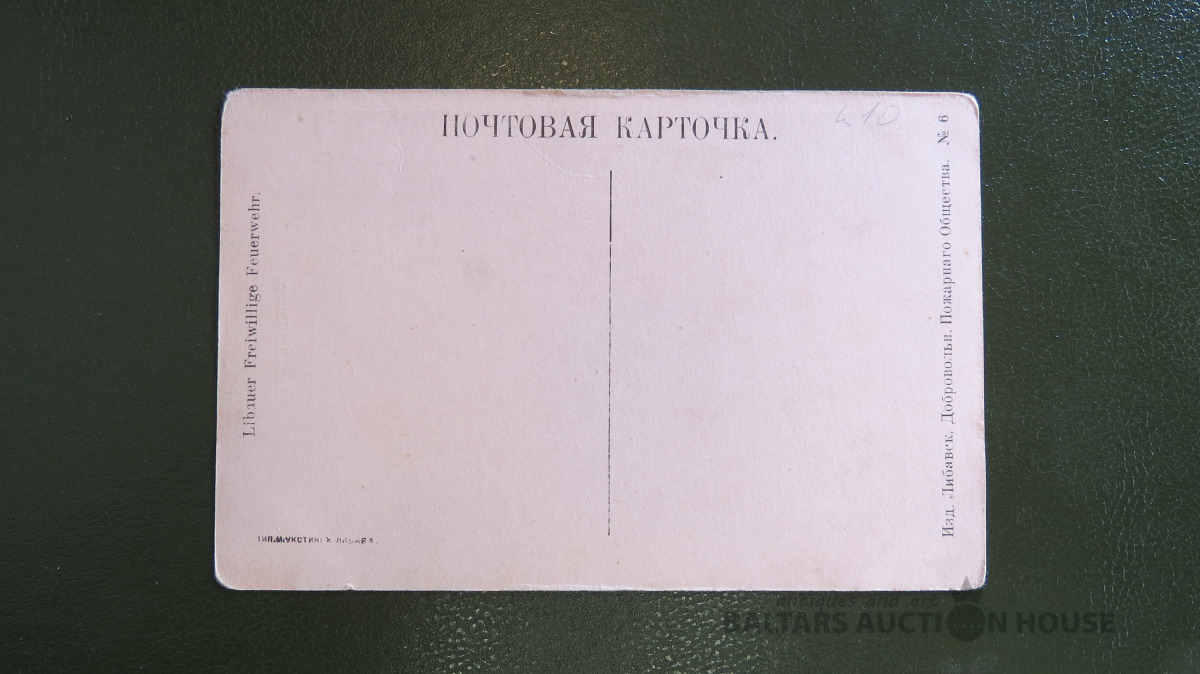 ПОЧТОВАЯ КАРТОЧКА.
Libauer Freiwillige Feuerwehr.
Изд. Либавск. Добровольн. Пожарнаго Общества. № 6
ТИП. М. УКСТИНЪ ЛИБАВА.
antiques and art
BALTARS AUCTION HOUSE